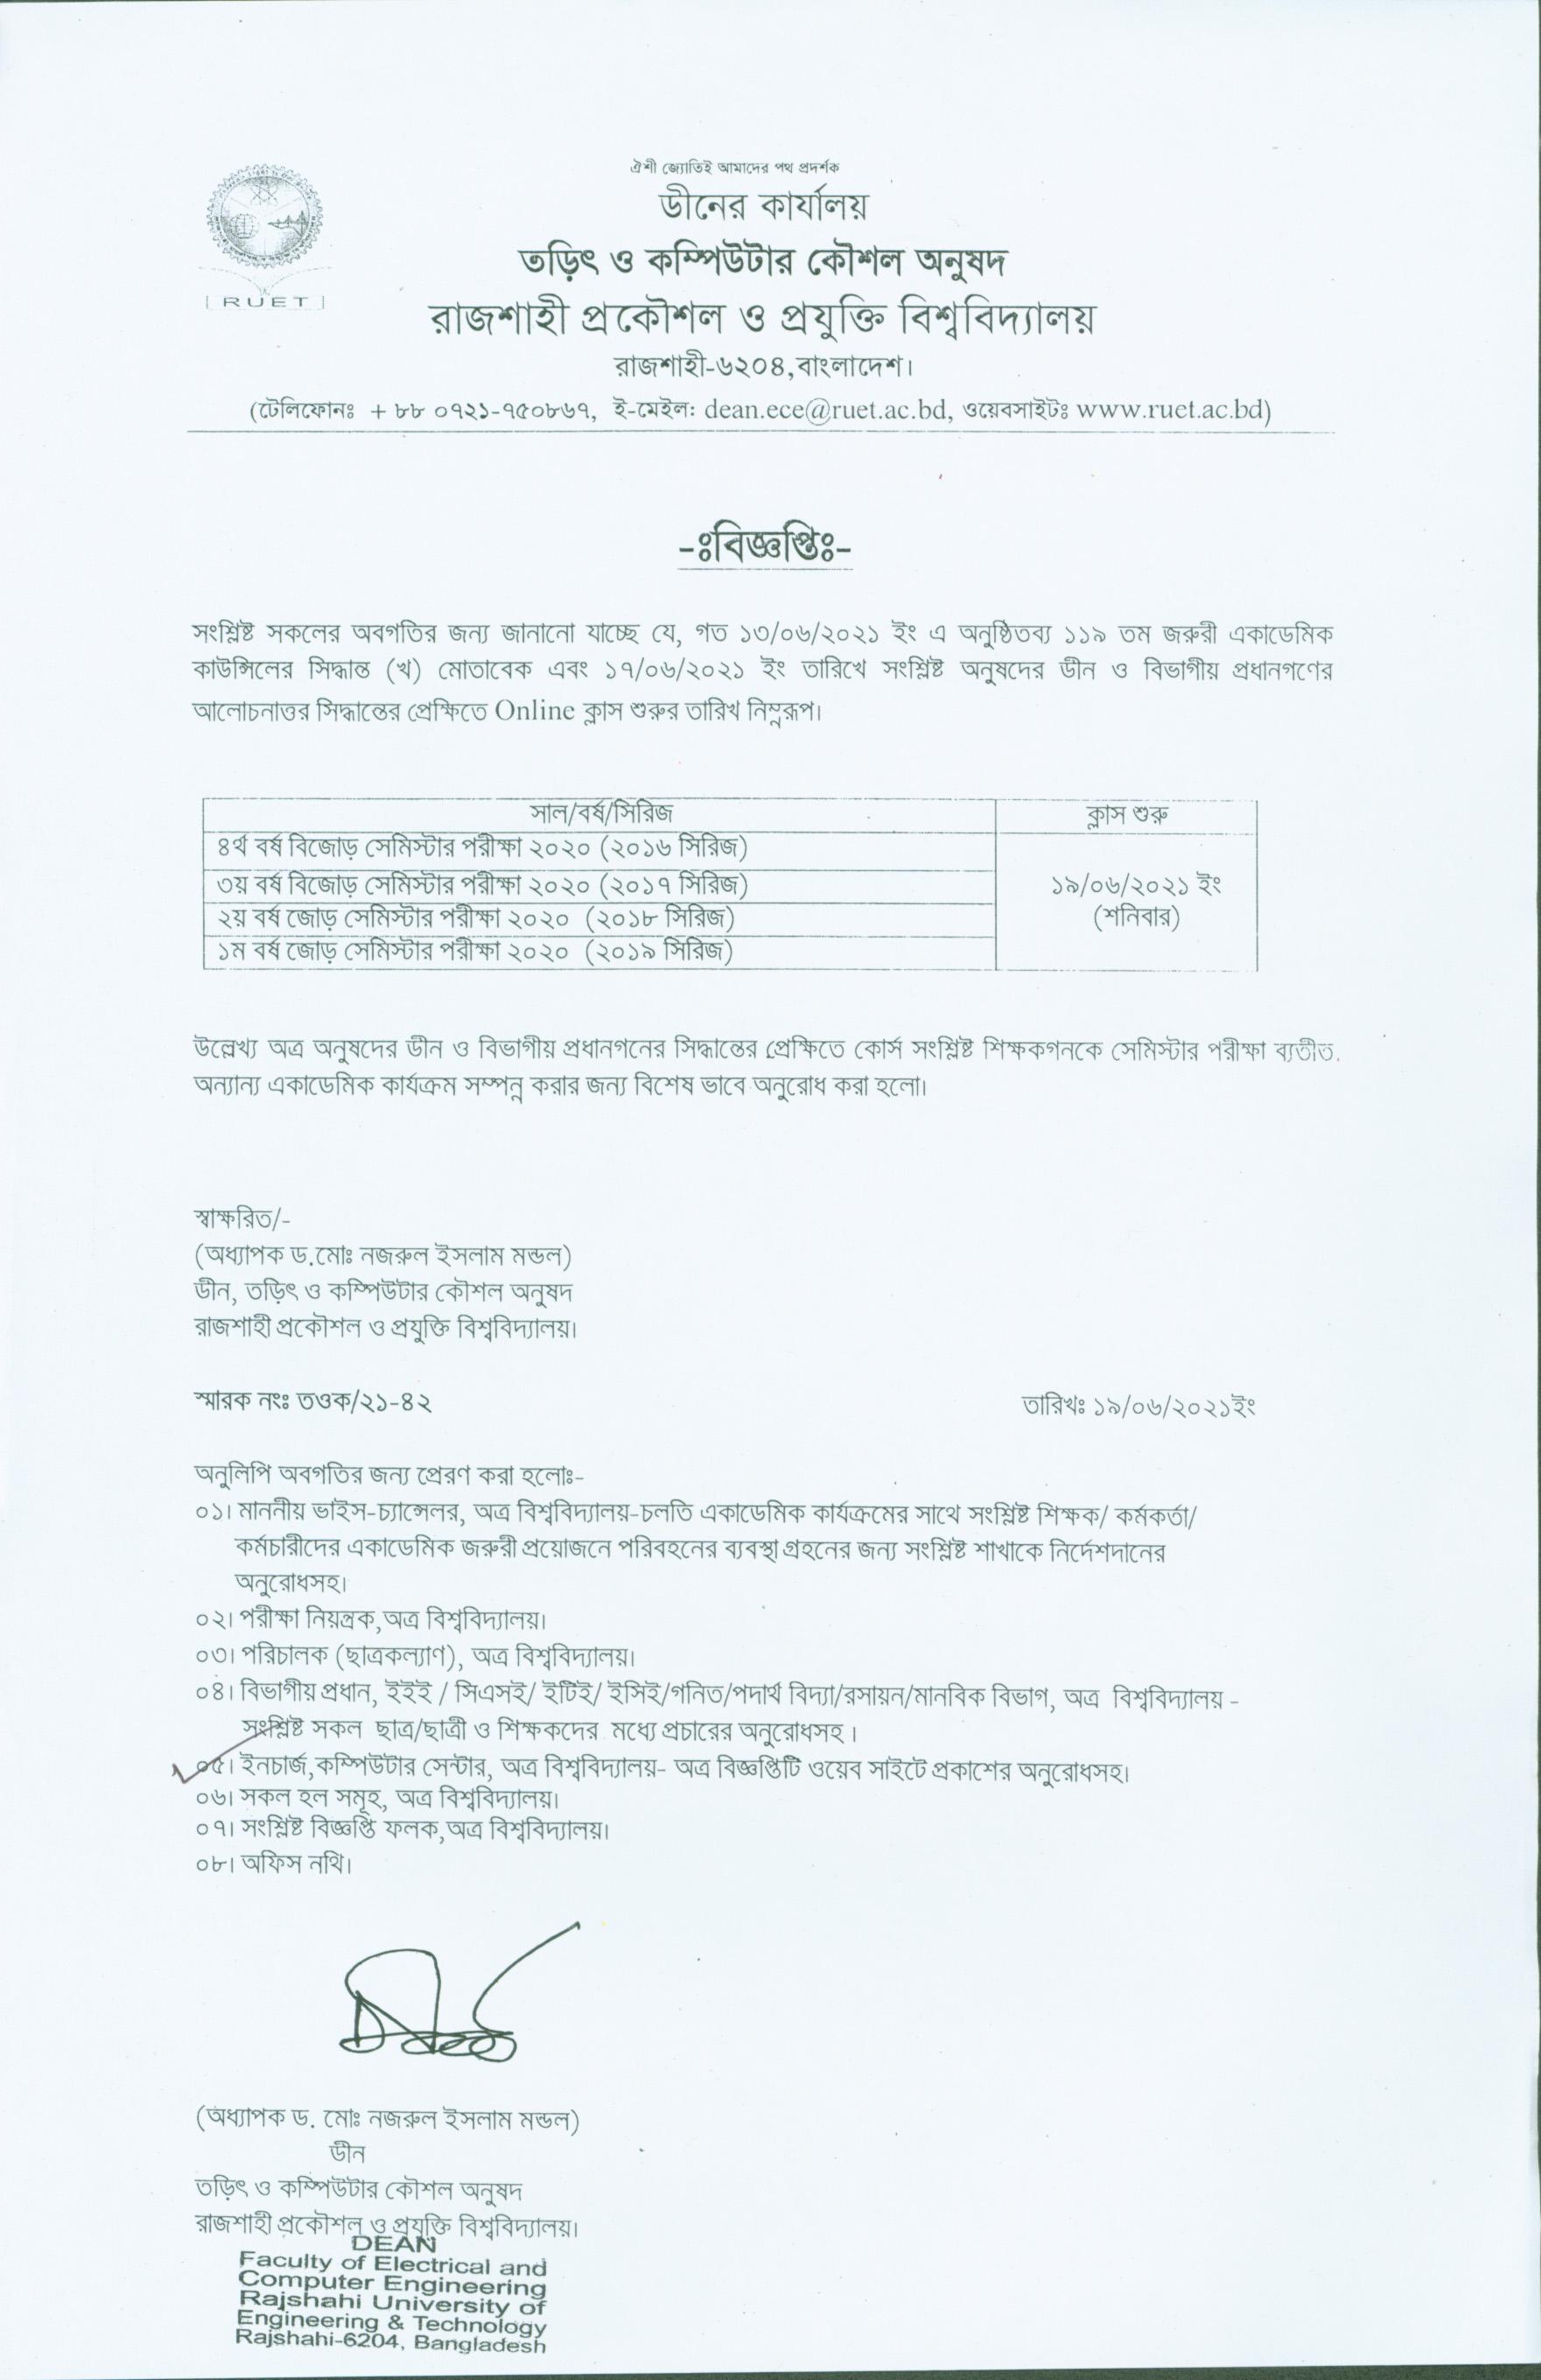 ঐশী জ্যোতিই আমাদের পথ প্রদর্শক
ডীনের কার্যালয়
তড়িৎ ও কম্পিউটার কৌশল অনুষদ
রাজশাহী প্রকৌশল ও প্রযুক্তি বিশ্ববিদ্যালয়
রাজশাহী-৬২০৪,বাংলাদেশ।
(টেলিফোনঃ + ৮৮ ০৭২১-৭৫০৮৬৭, ই-মেইল: dean.ece@ruet.ac.bd, ওয়েবসাইটঃ www.ruet.ac.bd)
RUET
-ঃবিজ্ঞপ্তিঃ-
সংশ্লিষ্ট সকলের অবগতির জন্য জানানো যাচ্ছে যে, গত ১৩/০৬/২০২১ ইং এ অনুষ্ঠিতব্য ১১৯ তম জরুরী একাডেমিক
কাউন্সিলের সিদ্ধান্ত (খ) মোতাবেক এবং ১৭/০৬/২০২১ ইং তারিখে সংশ্লিষ্ট অনুষদের ডীন ও বিভাগীয় প্রধানগণের
আলোচনাত্তর সিদ্ধান্তের প্রেক্ষিতে Online ক্লাস শুরুর তারিখ নিম্নরূপ।
সাল/বর্ষ/সিরিজ ক্লাস শুরু
৪র্থ বর্ষ বিজোড় সেমিস্টার পরীক্ষা ২০২০ (২০১৬ সিরিজ)
৩য় বর্ষ বিজোড় সেমিস্টার পরীক্ষা ২০২০ (২০১৭ সিরিজ) ১৯/০৬/২০২১ ইং
২য় বর্ষ জোড় সেমিস্টার পরীক্ষা ২০২০ (২০১৮ সিরিজ) (শনিবার)
১ম বর্ষ জোড় সেমিস্টার পরীক্ষা ২০২০ (২০১৯ সিরিজ)
উল্লেখ্য অত্র অনুষদের ডীন ও বিভাগীয় প্রধানগনের সিদ্ধান্তের প্রেক্ষিতে কোর্স সংশ্লিষ্ট শিক্ষকগনকে সেমিস্টার পরীক্ষা ব্যতীত
অন্যান্য একাডেমিক কার্যক্রম সম্পন্ন করার জন্য বিশেষ ভাবে অনুরোধ করা হলো।
স্বাক্ষরিত/-
(অধ্যাপক ড.মোঃ নজরুল ইসলাম মন্ডল)
ডীন, তড়িৎ ও কম্পিউটার কৌশল অনুষদ
রাজশাহী প্রকৌশল ও প্রযুক্তি বিশ্ববিদ্যালয়।
স্মারক নংঃ তওক/২১-৪২ তারিখঃ ১৯/০৬/২০২১ইং
অনুলিপি অবগতির জন্য প্রেরণ করা হলোঃ-
০১। মাননীয় ভাইস-চ্যান্সেলর, অত্র বিশ্ববিদ্যালয়-চলতি একাডেমিক কার্যক্রমের সাথে সংশ্লিষ্ট শিক্ষক/ কর্মকর্তা/
কর্মচারীদের একাডেমিক জরুরী প্রয়োজনে পরিবহনের ব্যবস্থা গ্রহনের জন্য সংশ্লিষ্ট শাখাকে নির্দেশদানের
অনুরোধসহ।
০২। পরীক্ষা নিয়ন্ত্রক,অত্র বিশ্ববিদ্যালয়।
০৩। পরিচালক (ছাত্রকল্যাণ), অত্র বিশ্ববিদ্যালয়।
০৪। বিভাগীয় প্রধান, ইইই / সিএসই/ ইটিই/ ইসিই/গনিত/পদার্থ বিদ্যা/রসায়ন/মানবিক বিভাগ, অত্র বিশ্ববিদ্যালয় -
সংশ্লিষ্ট সকল ছাত্র/ছাত্রী ও শিক্ষকদের মধ্যে প্রচারের অনুরোধসহ ।
০৫। ইনচার্জ,কম্পিউটার সেন্টার, অত্র বিশ্ববিদ্যালয়- অত্র বিজ্ঞপ্তিটি ওয়েব সাইটে প্রকাশের অনুরোধসহ।
০৬। সকল হল সমূহ, অত্র বিশ্ববিদ্যালয়।
০৭। সংশ্লিষ্ট বিজ্ঞপ্তি ফলক,অত্র বিশ্ববিদ্যালয়।
০৮। অফিস নথি।
(অধ্যাপক ড. মোঃ নজরুল ইসলাম মন্ডল)
ডীন
তড়িৎ ও কম্পিউটার কৌশল অনুষদ
রাজশাহী প্রকৌশল ও প্রযুক্তি বিশ্ববিদ্যালয়।
DEAN
Faculty of Electrical and
Computer Engineering
Rajshahi University of
Engineering & Technology
Rajshahi-6204, Bangladesh